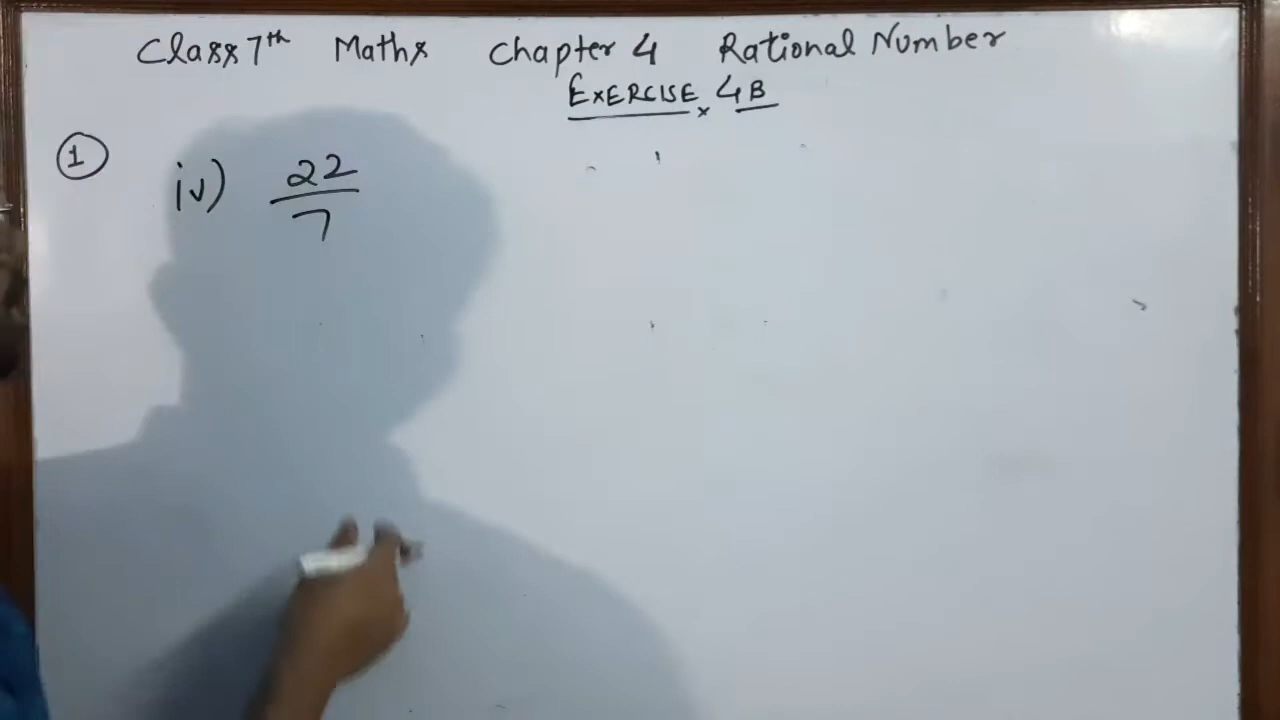 Class 7th Maths Chapter 4 Rational Number
EXERCISE 4B
1 iv) 22/7